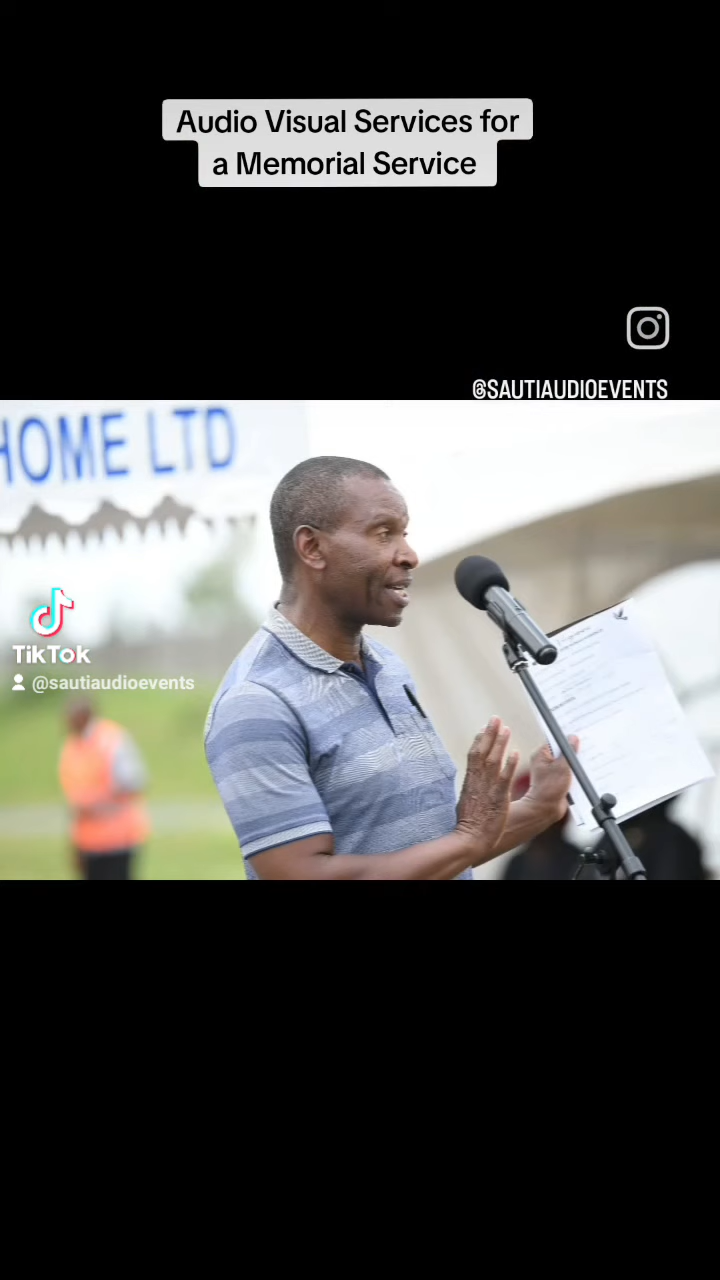 Audio Visual Services for
a Memorial Service
@SAUTIAUDIOEVENTS
HOME LTD
TikTok
@sautiaudioevents